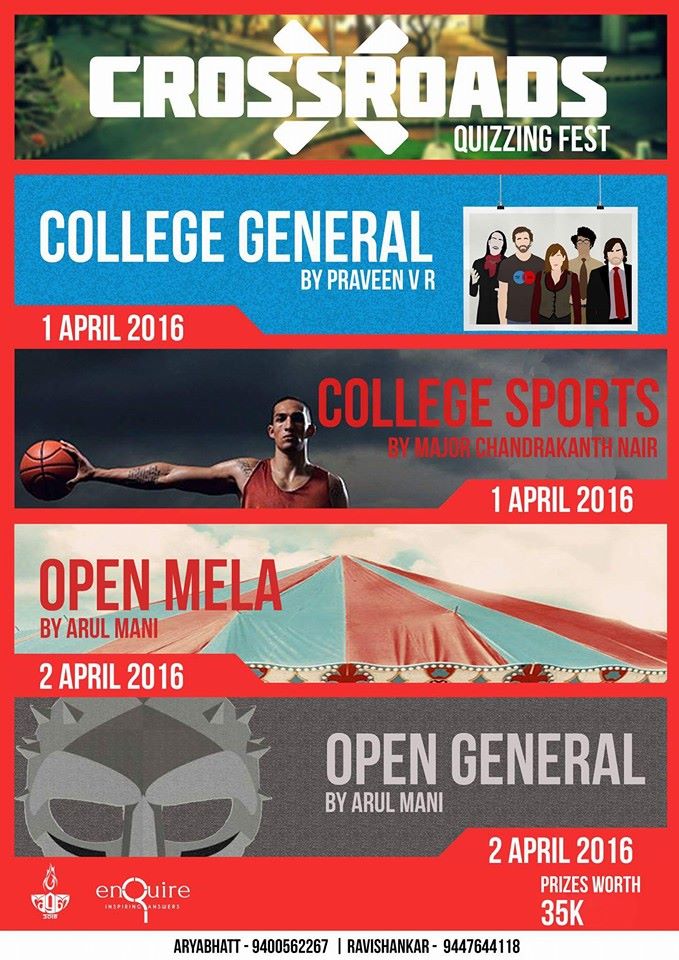 CROSSROADS
QUIZZING FEST
COLLEGE GENERAL
BY PRAVEEN V R
1 APRIL 2016
COLLEGE SPORTS
BY MAJOR CHANDRAKANTH NAIR
1 APRIL 2016
OPEN MELA
BY ARUL MANI
2 APRIL 2016
OPEN GENERAL
BY ARUL MANI
2 APRIL 2016
PRIZES WORTH
35K
enQuire
INSPIRING ANSWERS
ARYABHATT - 9400562267 | RAVISHANKAR - 9447644118